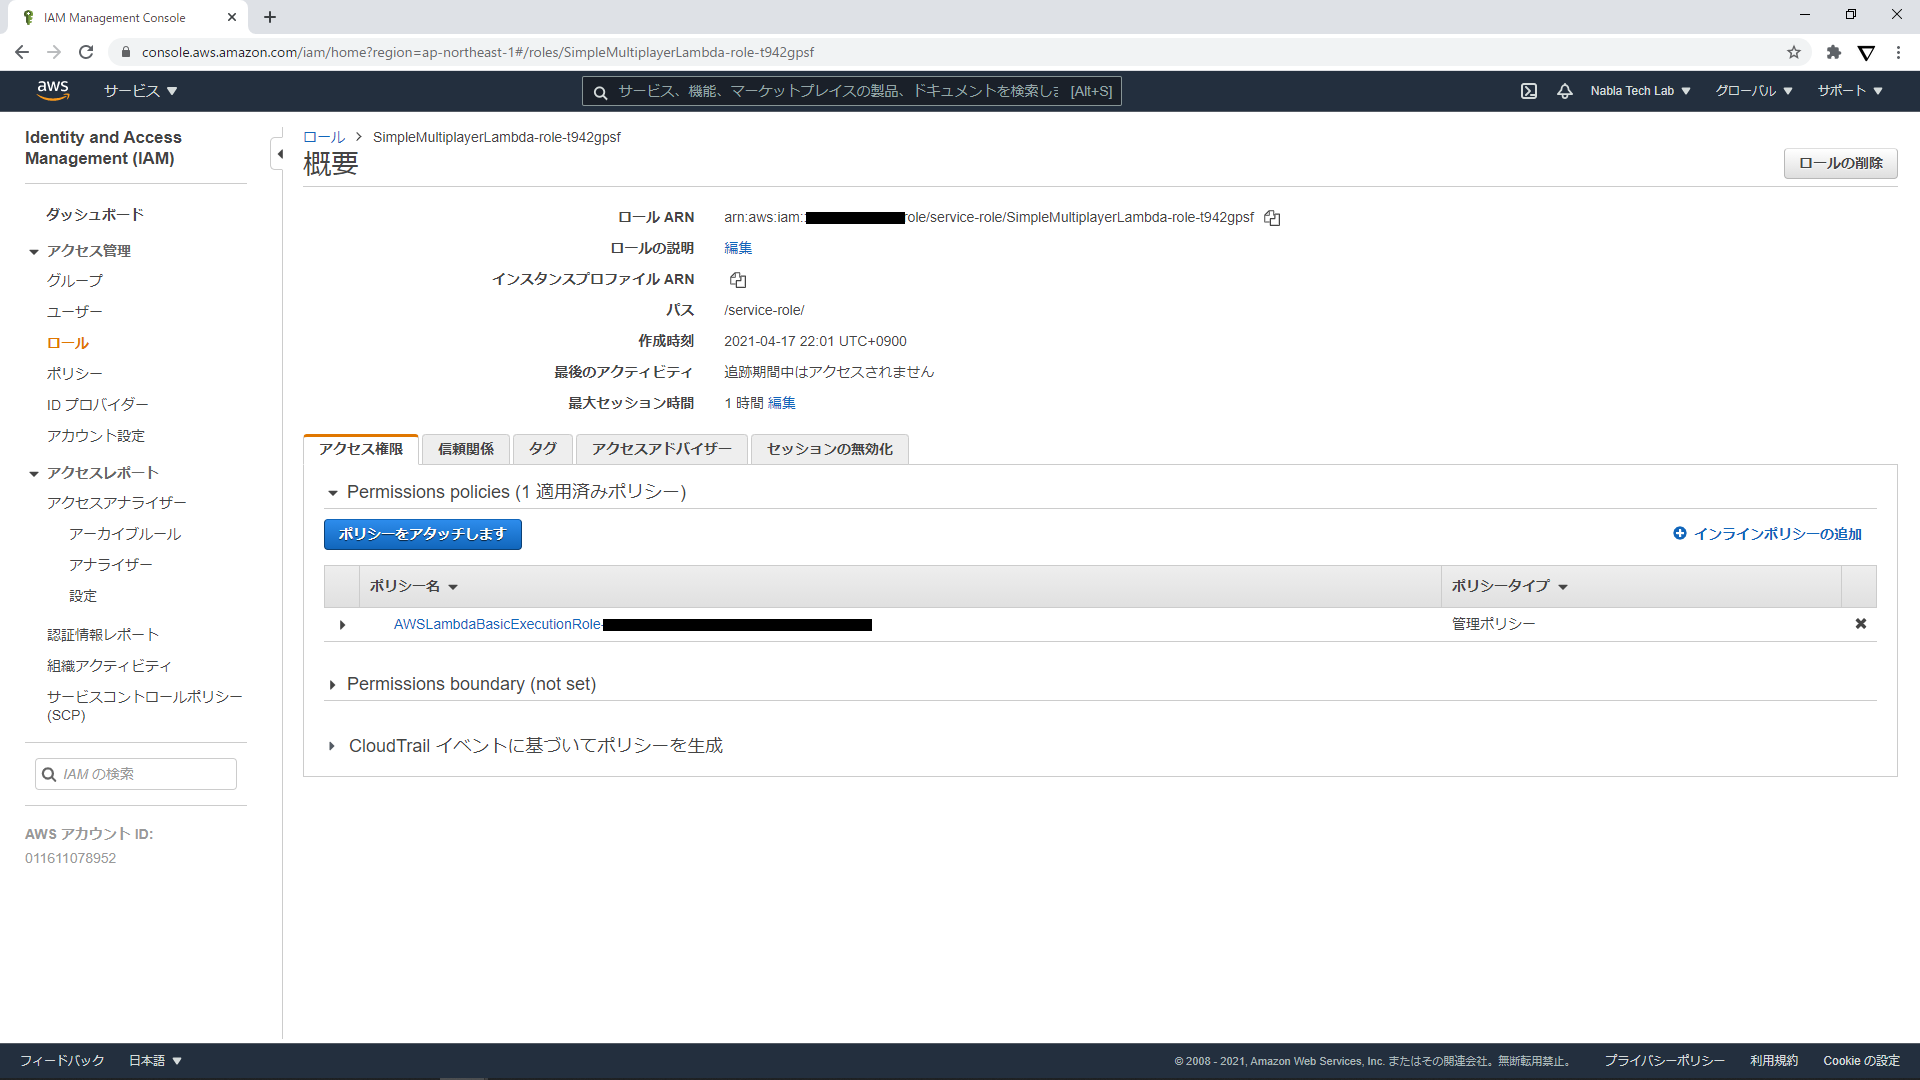 IAM Management Console
console.aws.amazon.com/iam/home?region=ap-northeast-1#/roles/SimpleMultiplayerLambda-role-t942gpsf
aws サービス サービス、機能、マーケットプレイスの製品、ドキュメントを検索しま [Alt+S] Nabla Tech Lab グローバル サポート
Identity and Access Management (IAM)
ダッシュボード
アクセス管理
グループ
ユーザー
ロール
ポリシー
ID プロバイダー
アカウント設定
アクセスレポート
アクセスアナライザー
アーカイブルール
アナライザー
設定
認証情報レポート
組織アクティビティ
サービスコントロールポリシー (SCP)
IAM の検索
AWS アカウント ID:
011611078952
ロール > SimpleMultiplayerLambda-role-t942gpsf
概要
ロールの削除
ロール ARN arn:aws:iam: role/service-role/SimpleMultiplayerLambda-role-t942gpsf
ロールの説明 編集
インスタンスプロファイル ARN
パス /service-role/
作成時刻 2021-04-17 22:01 UTC+0900
最後のアクティビティ 追跡期間中はアクセスされません
最大セッション時間 1 時間 編集
アクセス権限 信頼関係 タグ アクセスアドバイザー セッションの無効化
Permissions policies (1 適用済みポリシー)
ポリシーをアタッチします インラインポリシーの追加
ポリシー名 ポリシータイプ
AWSLambdaBasicExecutionRole- 管理ポリシー
Permissions boundary (not set)
CloudTrail イベントに基づいてポリシーを生成
フィードバック 日本語 © 2008 - 2021, Amazon Web Services, Inc. またはその関連会社。無断転用禁止。 プライバシーポリシー 利用規約 Cookie の設定